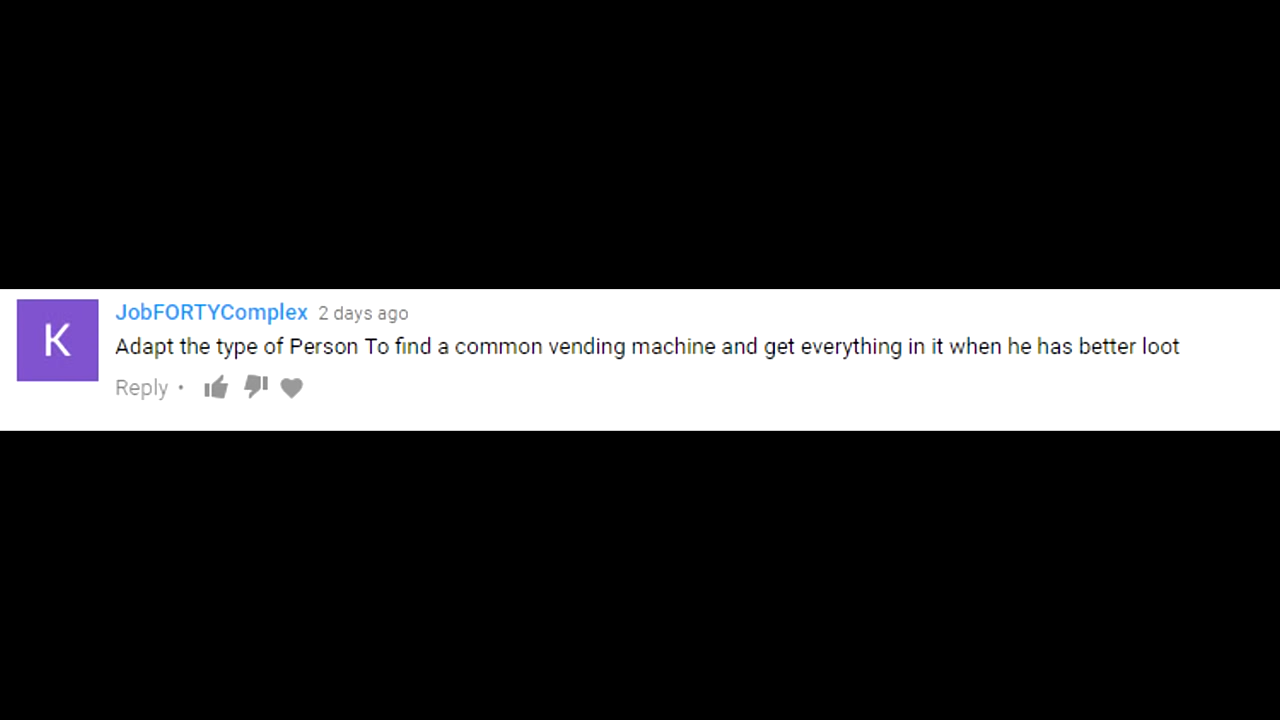 K
JobFORTYComplex 2 days ago
Adapt the type of Person To find a common vending machine and get everything in it when he has better loot
Reply •